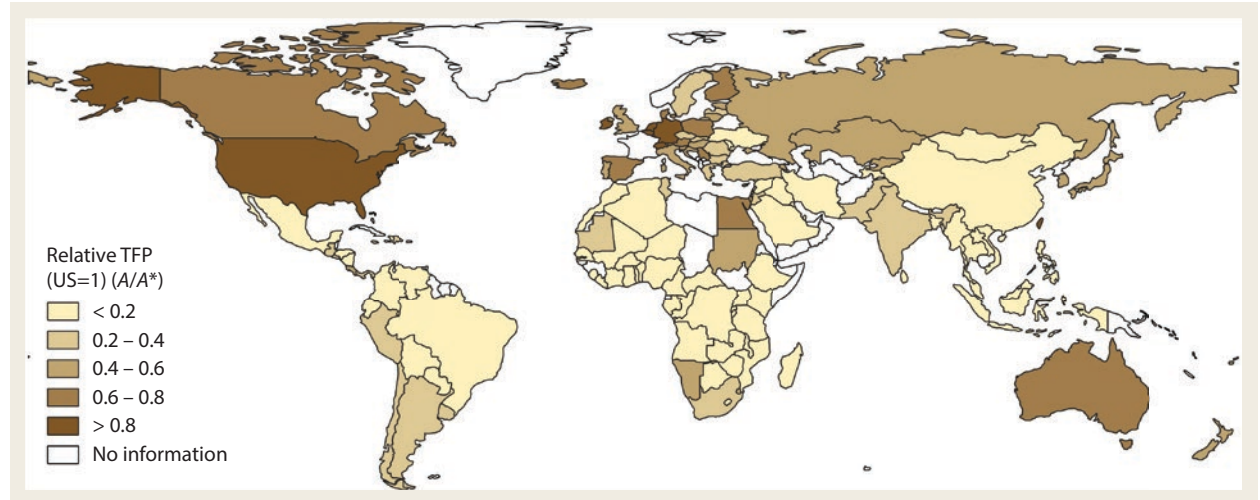 Relative TFP
(US=1) (A/A*)
< 0.2
0.2 – 0.4
0.4 – 0.6
0.6 – 0.8
> 0.8
No information